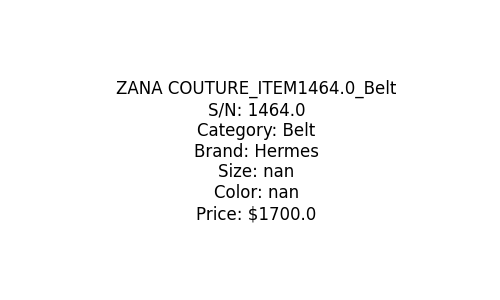 ZANA COUTURE_ITEM1464.0_Belt
S/N: 1464.0
Category: Belt
Brand: Hermes
Size: nan
Color: nan
Price: $1700.0